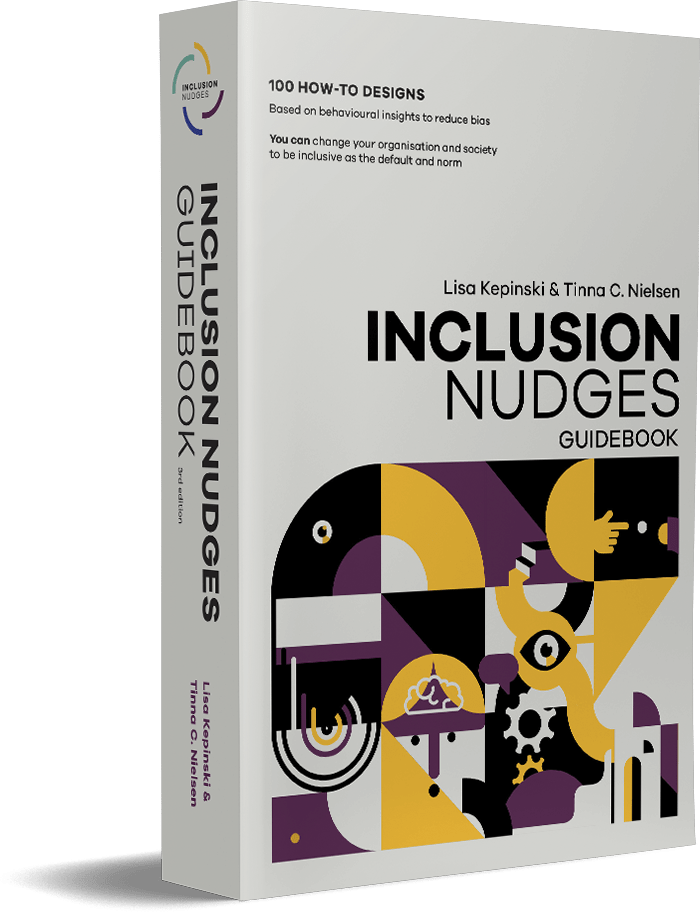 INCLUSION
NUDGES
INCLUSION NUDGES
GUIDEBOOK 3rd edition
Lisa Kepinski &
Tinna C. Nielsen
100 HOW-TO DESIGNS
Based on behavioural insights to reduce bias
You can change your organisation and society
to be inclusive as the default and norm
Lisa Kepinski & Tinna C. Nielsen
INCLUSION
NUDGES
GUIDEBOOK